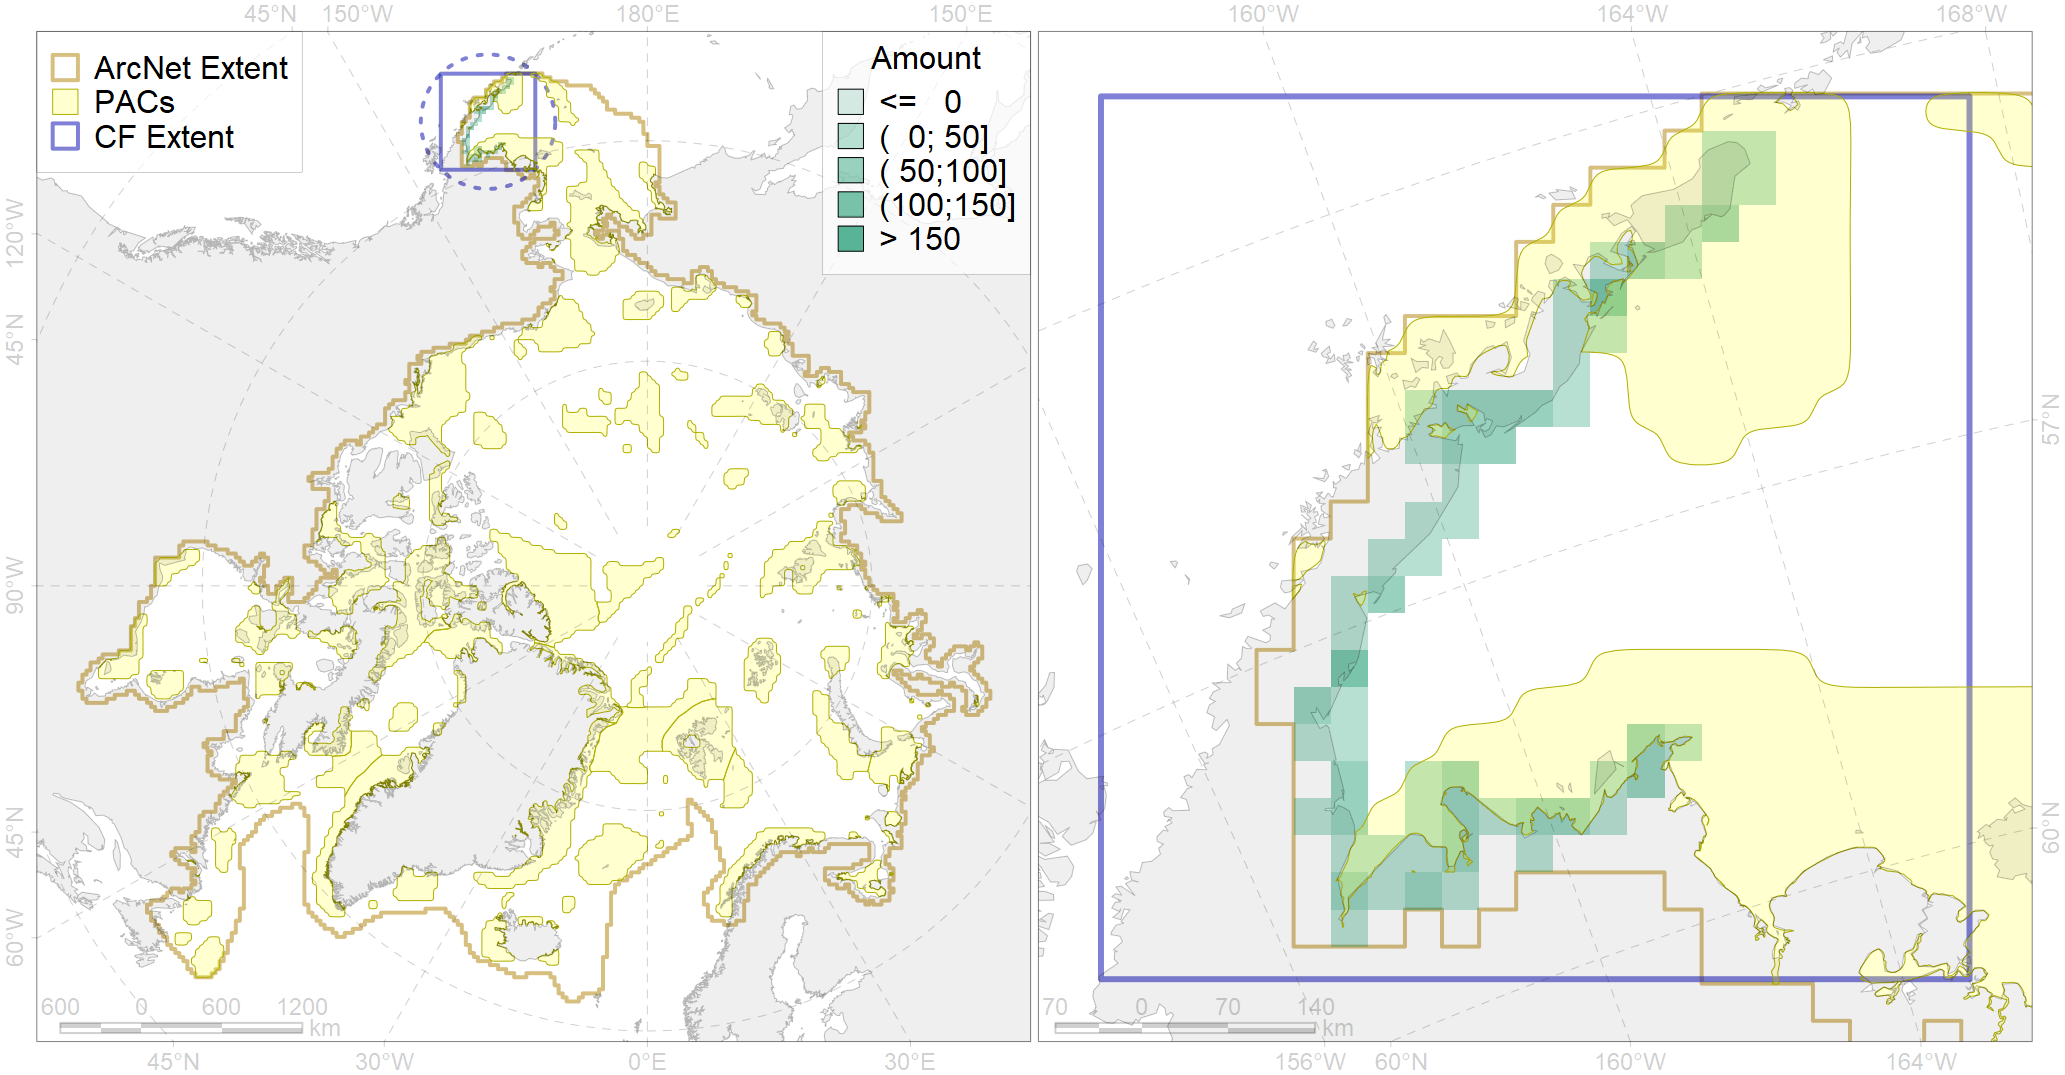 45°N 150°W 180°E 150°E 160°W 164°W 168°W
ArcNet Extent
PACs
CF Extent
Amount
<= 0
( 0; 50]
( 50;100]
(100;150]
> 150
120°W
45°N
90°W
45°N
60°W
57°N
60°N
600 0 600 1200
km
70 0 70 140
km
45°N 30°W 0°E 30°E 156°W 60°N 160°W 164°W